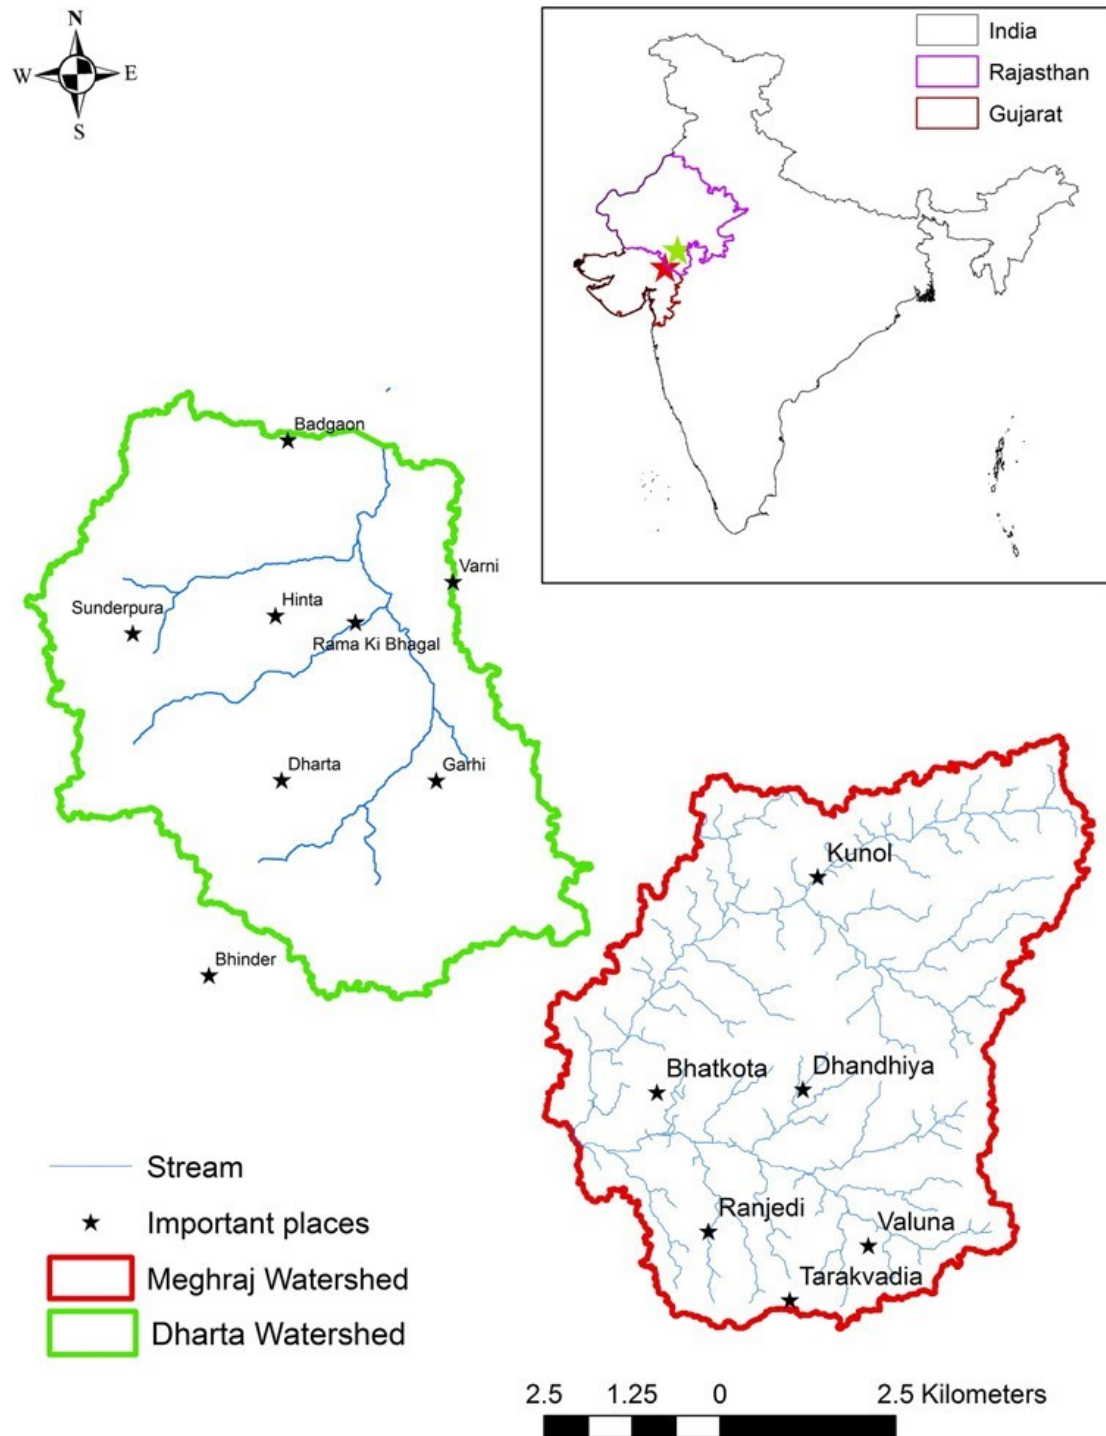 N
W E
S
India
Rajasthan
Gujarat
Badgaon
Varni
Sunderpura
Hinta
Rama Ki Bhagal
Dharta
Garhi
Bhinder
Kunol
Bhatkota
Dhandhiya
Ranjedi
Valuna
Tarakvadia
Stream
Important places
Meghraj Watershed
Dharta Watershed
2.5 1.25 0 2.5 Kilometers